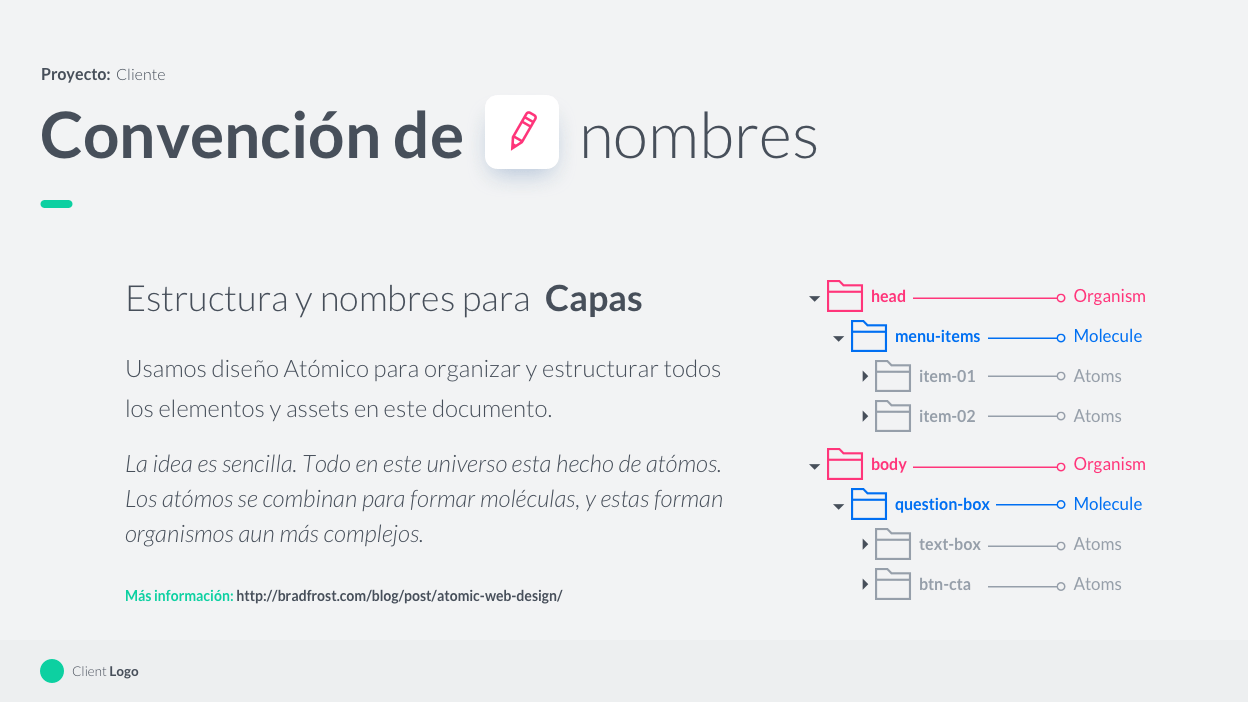 Proyecto: Cliente
Convención de nombres
Estructura y nombres para Capas
Usamos diseño Atómico para organizar y estructurar todos
los elementos y assets en este documento.
La idea es sencilla. Todo en este universo esta hecho de atómos.
Los atómos se combinan para formar moléculas, y estas forman
organismos aun más complejos.
Más información: http://bradfrost.com/blog/post/atomic-web-design/
head Organism
menu-items Molecule
item-01 Atoms
item-02 Atoms
body Organism
question-box Molecule
text-box Atoms
btn-cta Atoms
Client Logo